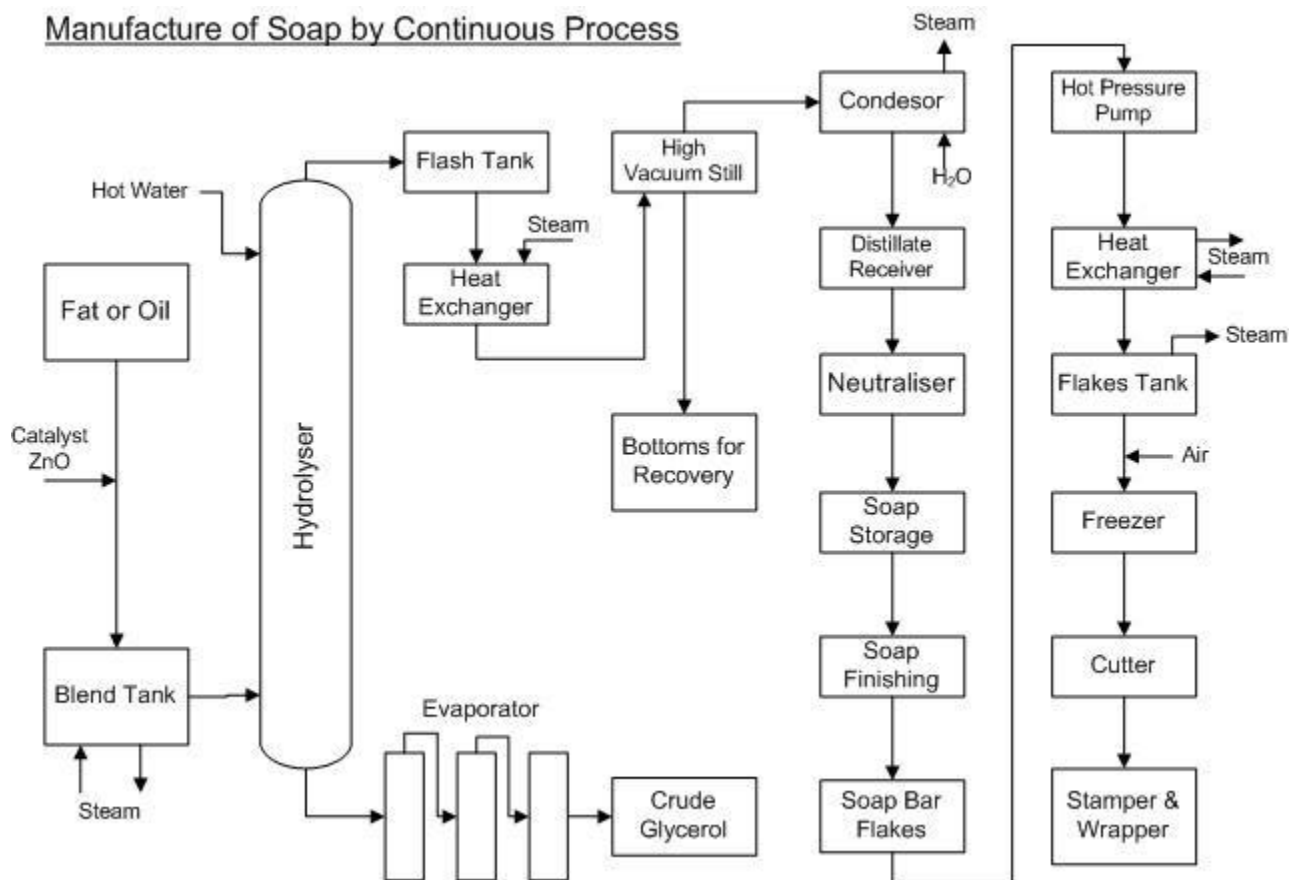 Manufacture of Soap by Continuous Process
Hot Water
Fat or Oil
Catalyst
ZnO
Blend Tank
Steam
Hydrolyser
Flash Tank
Steam
Heat
Exchanger
High
Vacuum Still
Bottoms for
Recovery
Evaporator
Crude
Glycerol
Steam
Condesor
H₂O
Distillate
Receiver
Neutraliser
Soap
Storage
Soap
Finishing
Soap Bar
Flakes
Hot Pressure
Pump
Heat
Exchanger
Steam
Flakes Tank
Steam
Air
Freezer
Cutter
Stamper &
Wrapper